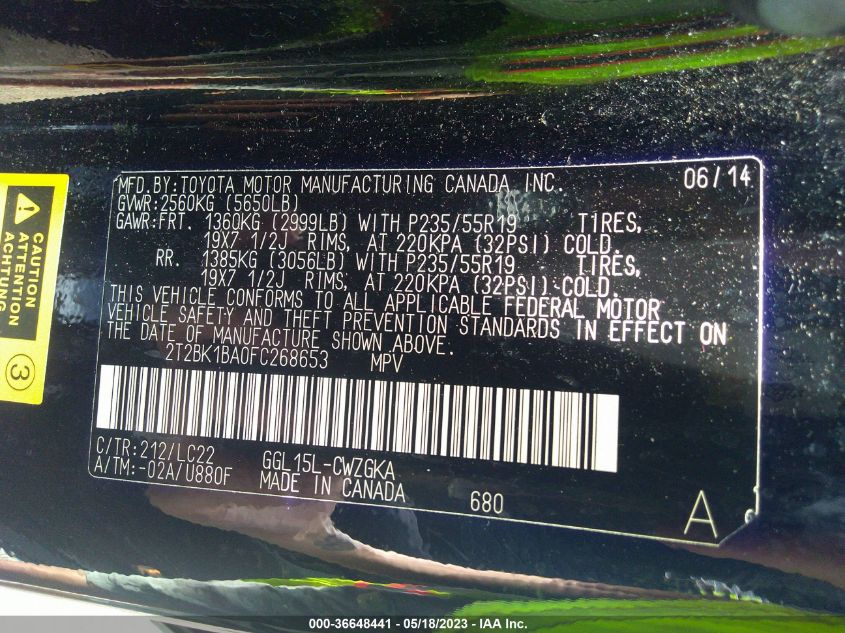 MFD.BY:TOYOTA MOTOR MANUFACTURING CANADA INC. 06/14
GVWR:2560KG (5650LB)
GAWR:FRT. 1360KG (2999LB) WITH P235/55R19 TIRES,
19X7 1/2J RIMS, AT 220KPA (32PSI) COLD.
RR. 1385KG (3056LB) WITH P235/55R19 TIRES,
19X7 1/2J RIMS, AT 220KPA (32PSI) COLD.
THIS VEHICLE CONFORMS TO ALL APPLICABLE FEDERAL MOTOR
VEHICLE SAFETY AND THEFT PREVENTION STANDARDS IN EFFECT ON
THE DATE OF MANUFACTURE SHOWN ABOVE.
2T2BK1BA0FC268653 MPV
C/TR:212/LC22 GGL15L-CWZGKA
A/TM:-02A/U880F MADE IN CANADA 680 A
CAUTION
ATTENTION
ACHTUNG
3
000-36648441 - 05/18/2023 - IAA Inc.